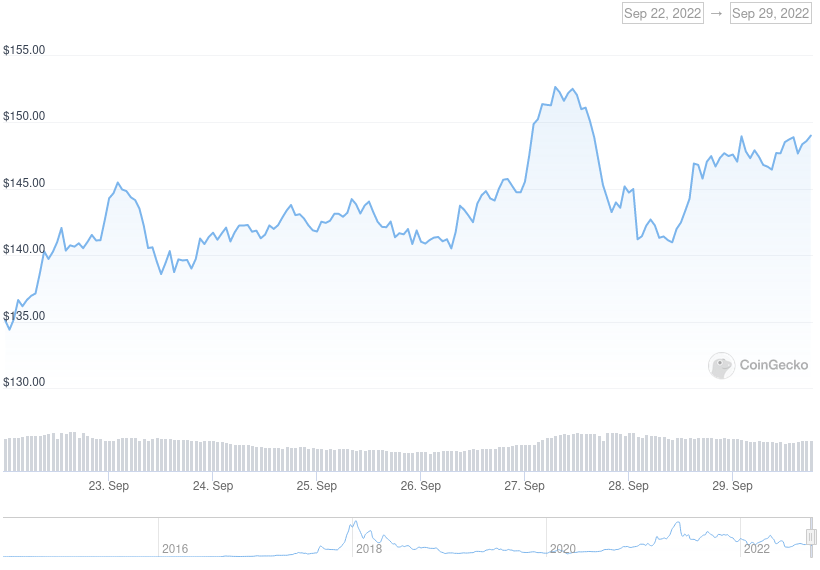 Sep 22, 2022 → Sep 29, 2022
$155.00
$150.00
$145.00
$140.00
$135.00
$130.00
CoinGecko
23. Sep 24. Sep 25. Sep 26. Sep 27. Sep 28. Sep 29. Sep
2016 2018 2020 2022